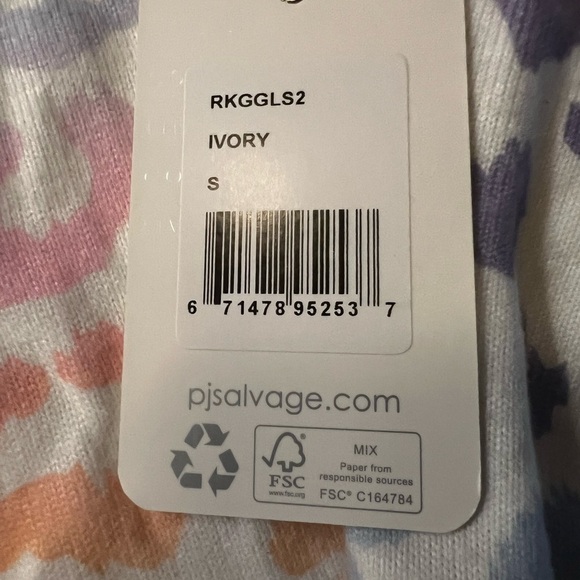 RKGGLS2
IVORY
S
6 71478 95253 7
pjsalvage.com
FSC
www.fsc.org
MIX
Paper from
responsible sources
FSC® C164784